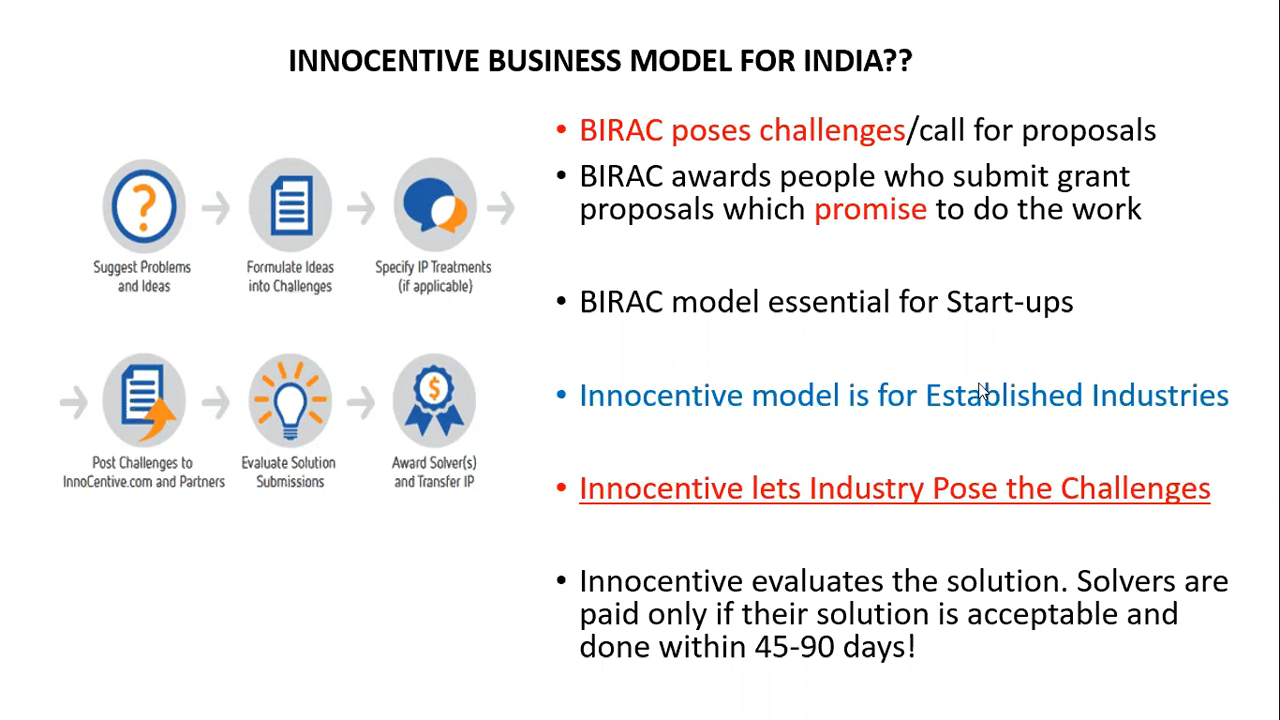 INNOCENTIVE BUSINESS MODEL FOR INDIA??
?
Suggest Problems
and Ideas
Formulate Ideas
into Challenges
Specify IP Treatments
(if applicable)
Post Challenges to
InnoCentive.com and Partners
Evaluate Solution
Submissions
$
Award Solver(s)
and Transfer IP
• BIRAC poses challenges/call for proposals
• BIRAC awards people who submit grant
proposals which promise to do the work
• BIRAC model essential for Start-ups
• Innocentive model is for Established Industries
• Innocentive lets Industry Pose the Challenges
• Innocentive evaluates the solution. Solvers are
paid only if their solution is acceptable and
done within 45-90 days!